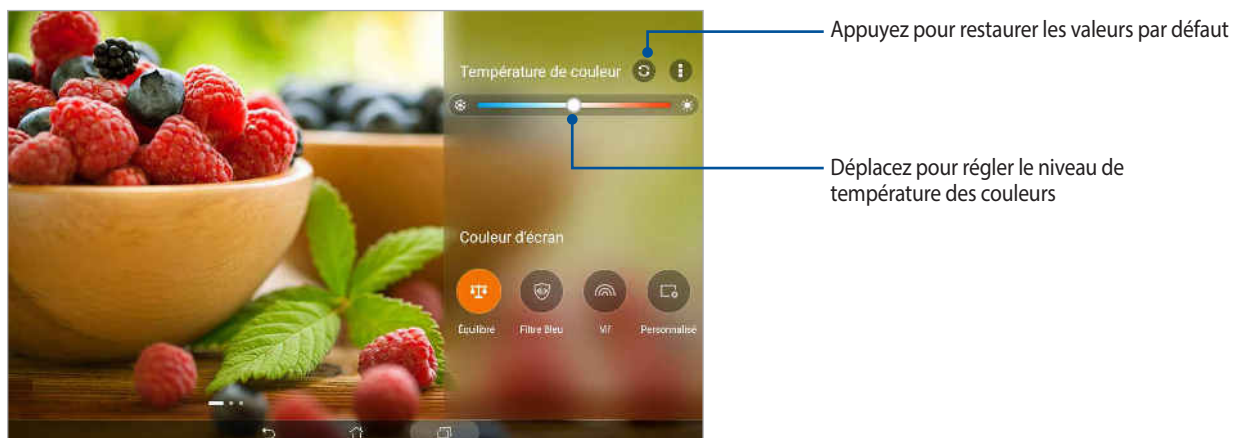 Appuyez pour restaurer les valeurs par défaut
Température de couleur
Déplacez pour régler le niveau de
température des couleurs
Couleur d'écran
Équilibré Filtre Bleu Vif Personnalisé